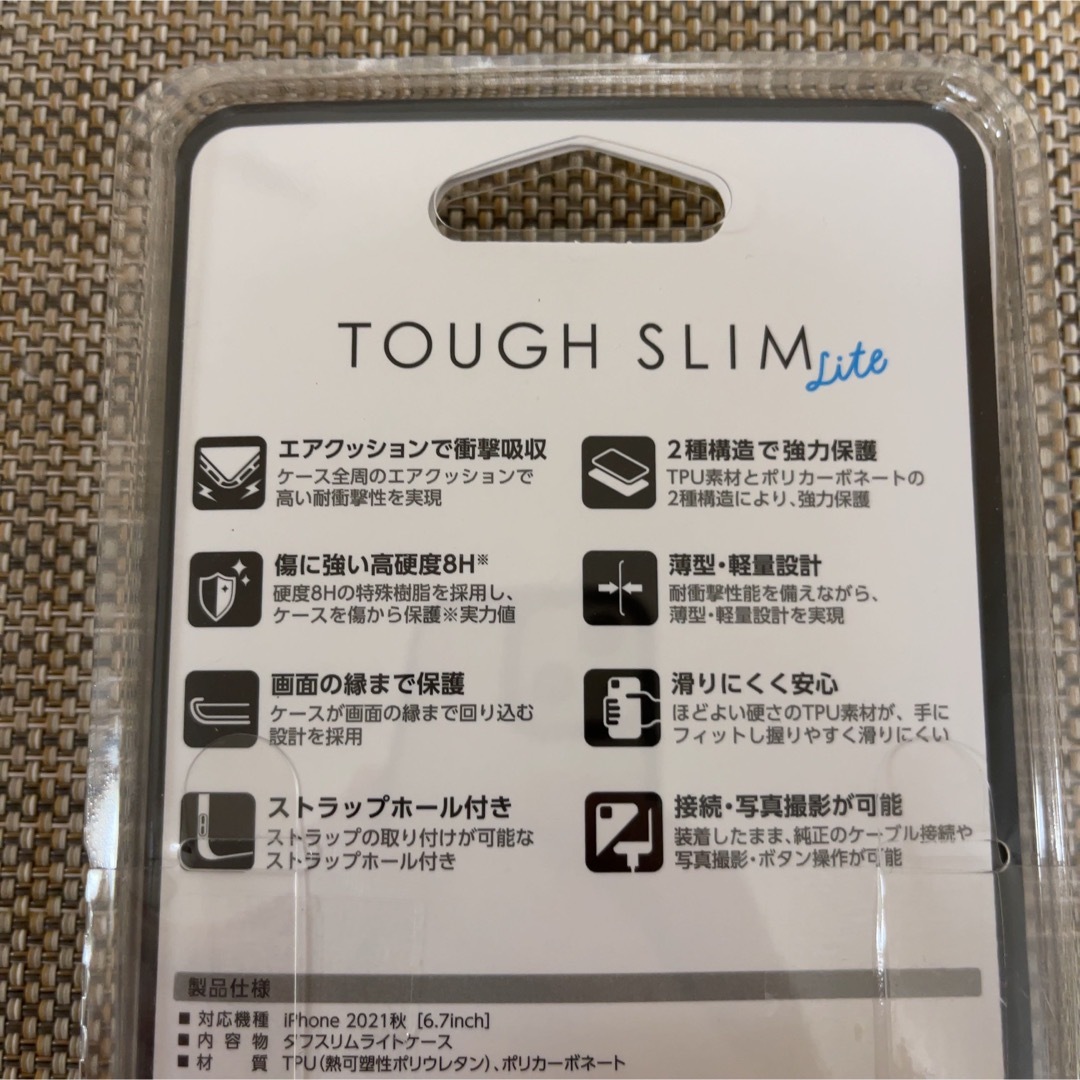 TOUGH SLIM Lite
エアクッションで衝撃吸収
ケース全周のエアクッションで
高い耐衝撃性を実現
2種構造で強力保護
TPU素材とポリカーボネートの
2種構造により、強力保護
傷に強い高硬度8H※
硬度8Hの特殊樹脂を採用し、
ケースを傷から保護※実力値
薄型・軽量設計
耐衝撃性能を備えながら、
薄型・軽量設計を実現
画面の縁まで保護
ケースが画面の縁まで回り込む
設計を採用
滑りにくく安心
ほどよい硬さのTPU素材が、手に
フィットし握りやすく滑りにくい
ストラップホール付き
ストラップの取り付けが可能な
ストラップホール付き
接続・写真撮影が可能
装着したまま、純正のケーブル接続や
写真撮影・ボタン操作が可能
製品仕様
■対応機種 iPhone 2021秋 [6.7inch]
■内容物 タフスリムライトケース
■材質 TPU(熱可塑性ポリウレタン)、ポリカーボネート